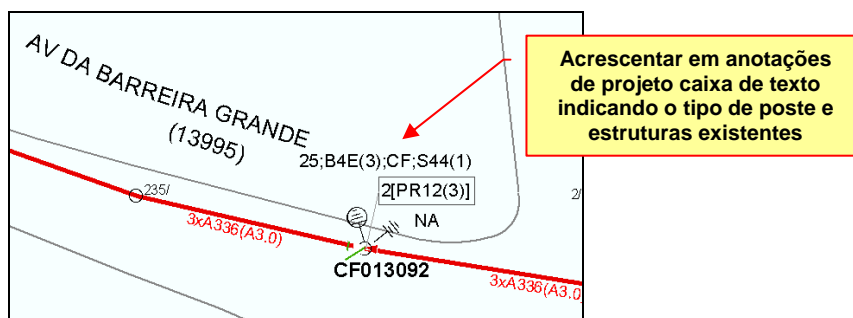 AV DA BARREIRA GRANDE
(13995)
Acrescentar em anotações
de projeto caixa de texto
indicando o tipo de poste e
estruturas existentes
25;B4E(3);CF;S44(1)
2[PR12(3)]
NA
235/
2/
3xA336(A3.0)
CF013092
3xA336(A3.0)